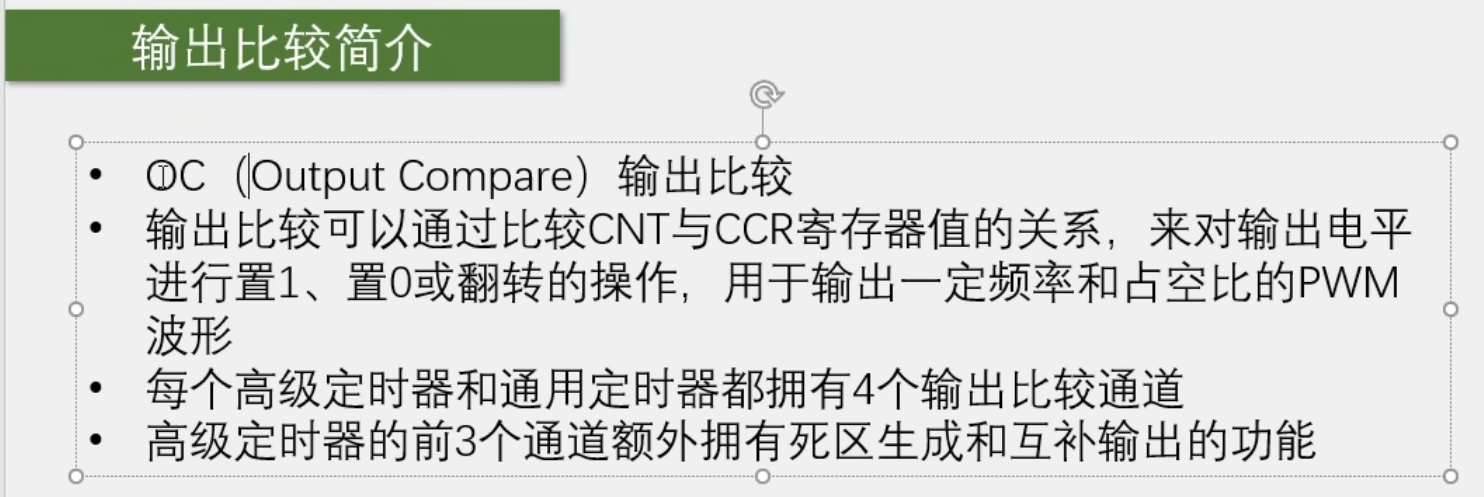 输出比较简介
• OC（Output Compare）输出比较
• 输出比较可以通过比较CNT与CCR寄存器值的关系，来对输出电平
进行置1、置0或翻转的操作，用于输出一定频率和占空比的PWM
波形
• 每个高级定时器和通用定时器都拥有4个输出比较通道
• 高级定时器的前3个通道额外拥有死区生成和互补输出的功能